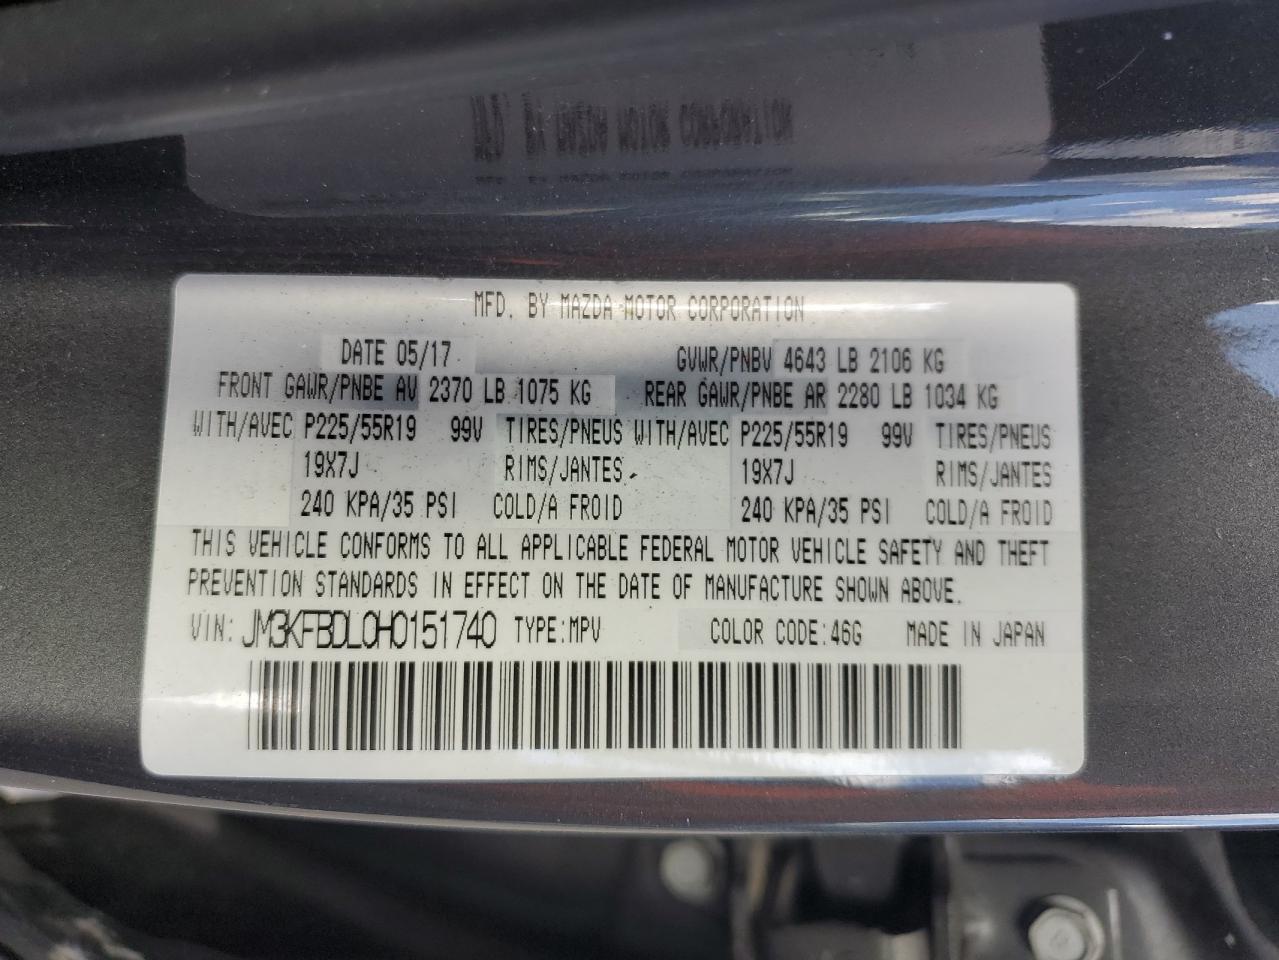 MFD. BY MAZDA MOTOR CORPORATION
DATE 05/17 GVWR/PNBV 4643 LB 2106 KG
FRONT GAWR/PNBE AV 2370 LB 1075 KG REAR GAWR/PNBE AR 2280 LB 1034 KG
WITH/AVEC P225/55R19 99V TIRES/PNEUS WITH/AVEC P225/55R19 99V TIRES/PNEUS
19X7J RIMS/JANTES 19X7J RIMS/JANTES
240 KPA/35 PSI COLD/A FROID 240 KPA/35 PSI COLD/A FROID
THIS VEHICLE CONFORMS TO ALL APPLICABLE FEDERAL MOTOR VEHICLE SAFETY AND THEFT
PREVENTION STANDARDS IN EFFECT ON THE DATE OF MANUFACTURE SHOWN ABOVE.
VIN: JM3KFBDL0H0151740 TYPE:MPV COLOR CODE:46G MADE IN JAPAN